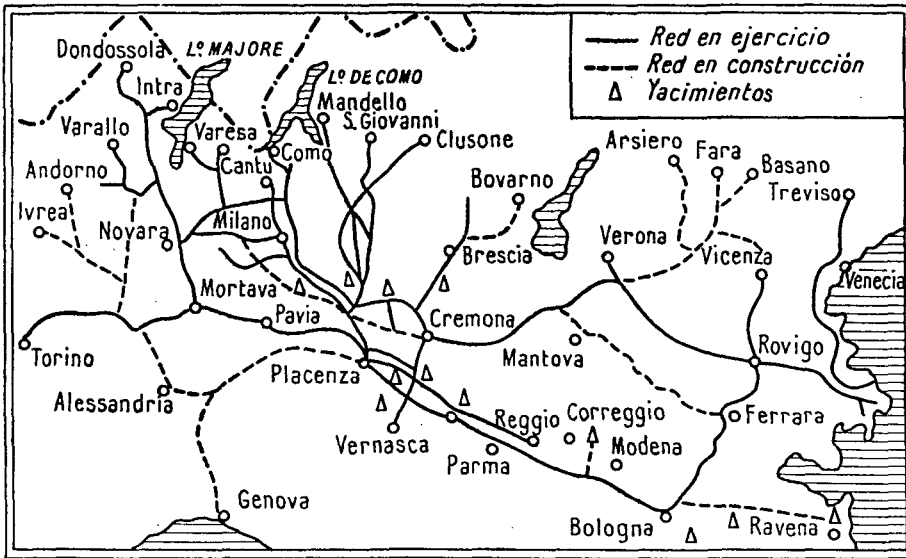 Dondossola
Lº MAJORE
Intra
Lº DE COMO
Mandello
S. Giovanni
Red en ejercicio
Red en construcción
Yacimientos
Varallo
Varesa
Cantu
Como
Clusone
Andorno
Bovarno
Arsiero
Fara
Basano
Treviso
Ivrea
Novara
Milano
Brescia
Verona
Vicenza
Venecia
Mortava
Pavia
Cremona
Mantova
Rovigo
Torino
Placenza
Alessandria
Vernasca
Reggio
Correggio
Ferrara
Parma
Modena
Genova
Bologna
Ravena